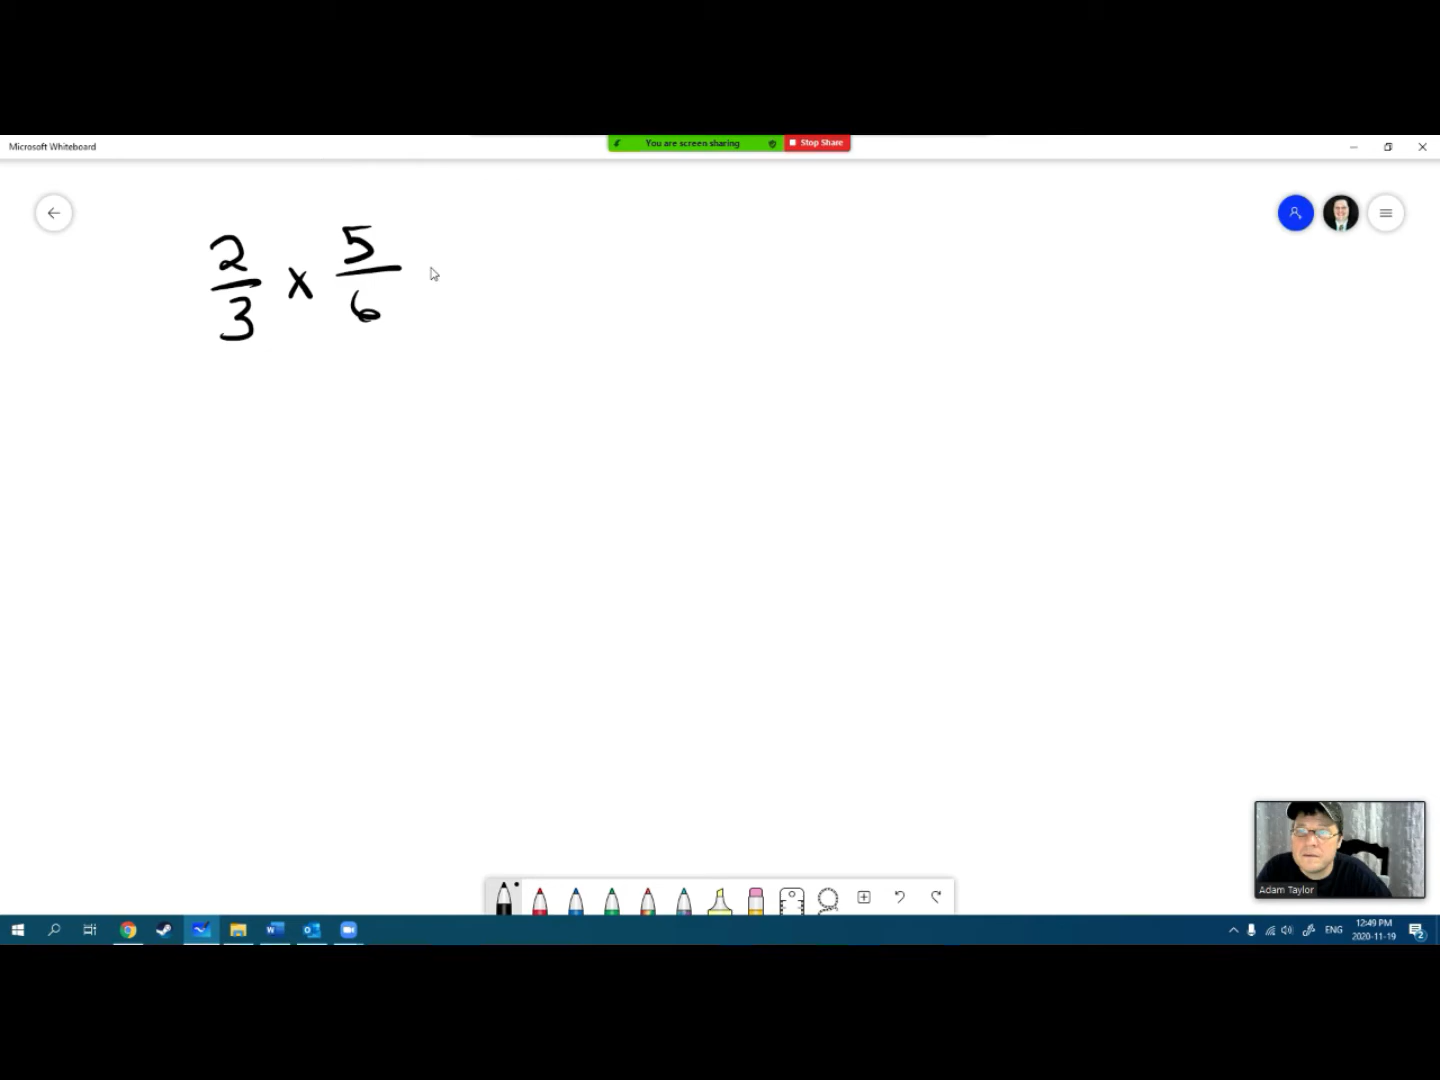 You are screen sharing Stop Share
Microsoft Whiteboard
2 5
— x —
3 6
Adam Taylor
ENG 12:49 PM
2020-11-19 2